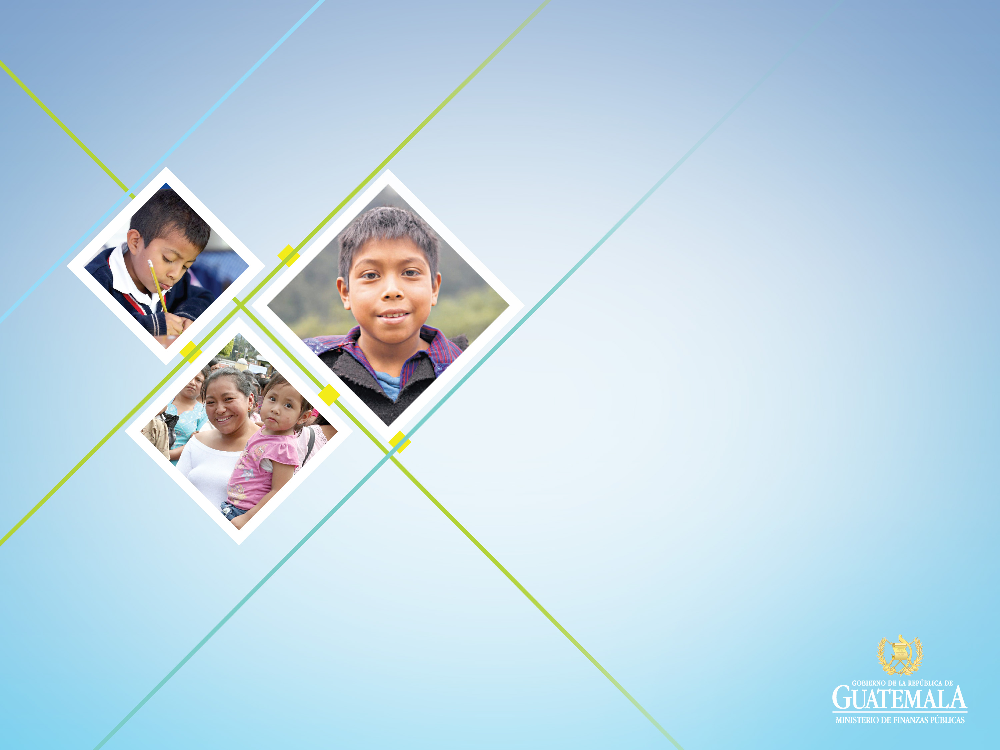 GOBIERNO DE LA REPÚBLICA DE
GUATEMALA
MINISTERIO DE FINANZAS PÚBLICAS